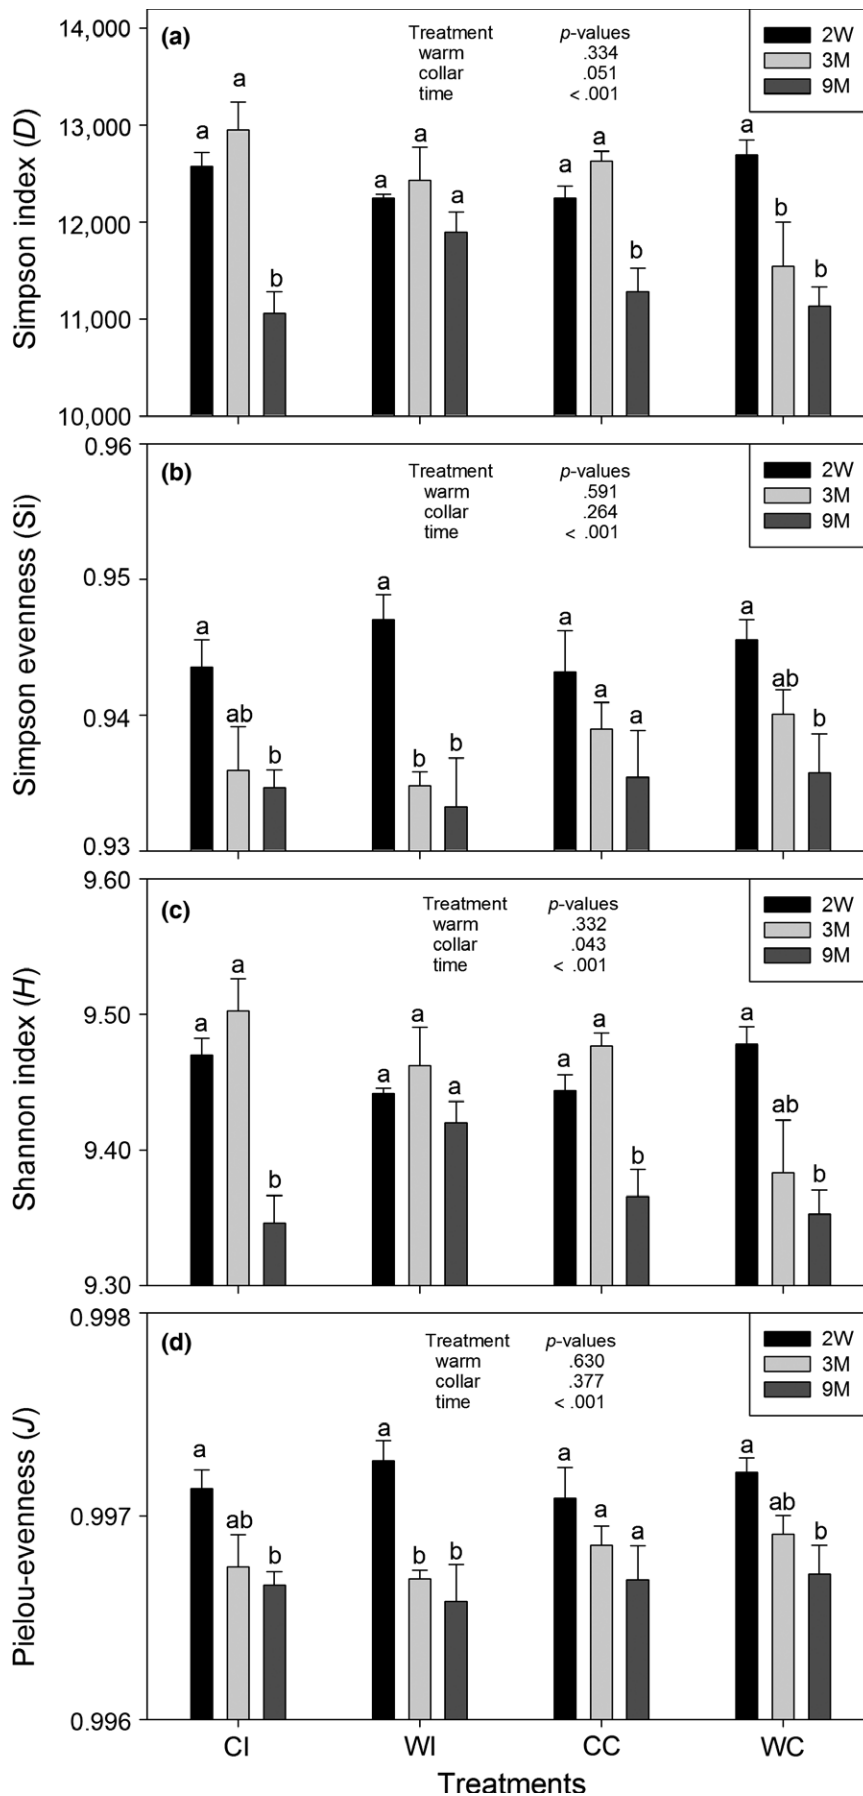 (a)
Treatment p-values
warm .334
collar .051
time < .001
2W
3M
9M
Simpson index (D)
14,000
13,000
12,000
11,000
10,000
a a b
a a a
a a b
a b b
(b)
Treatment p-values
warm .591
collar .264
time < .001
2W
3M
9M
Simpson evenness (Si)
0.96
0.95
0.94
0.93
a ab b
a b b
a a a
a ab b
(c)
Treatment p-values
warm .332
collar .043
time < .001
2W
3M
9M
Shannon index (H)
9.60
9.50
9.40
9.30
a a b
a a a
a a b
a ab b
(d)
Treatment p-values
warm .630
collar .377
time < .001
2W
3M
9M
Pielou-evenness (J)
0.998
0.997
0.996
a ab b
a b b
a a a
a ab b
CI WI CC WC
Treatments